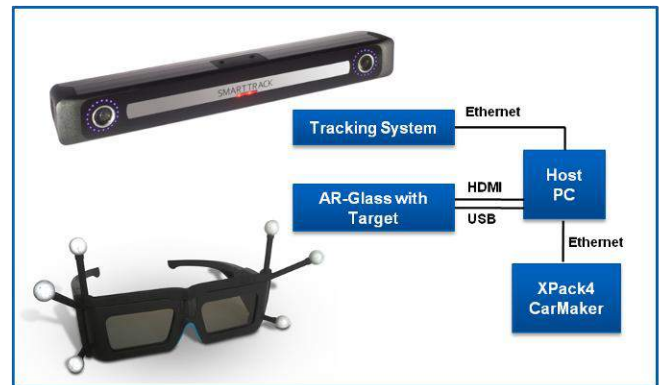 SMARTTRACK
Ethernet
Tracking System
Host
PC
HDMI
AR-Glass with
Target
USB
Ethernet
XPack4
CarMaker